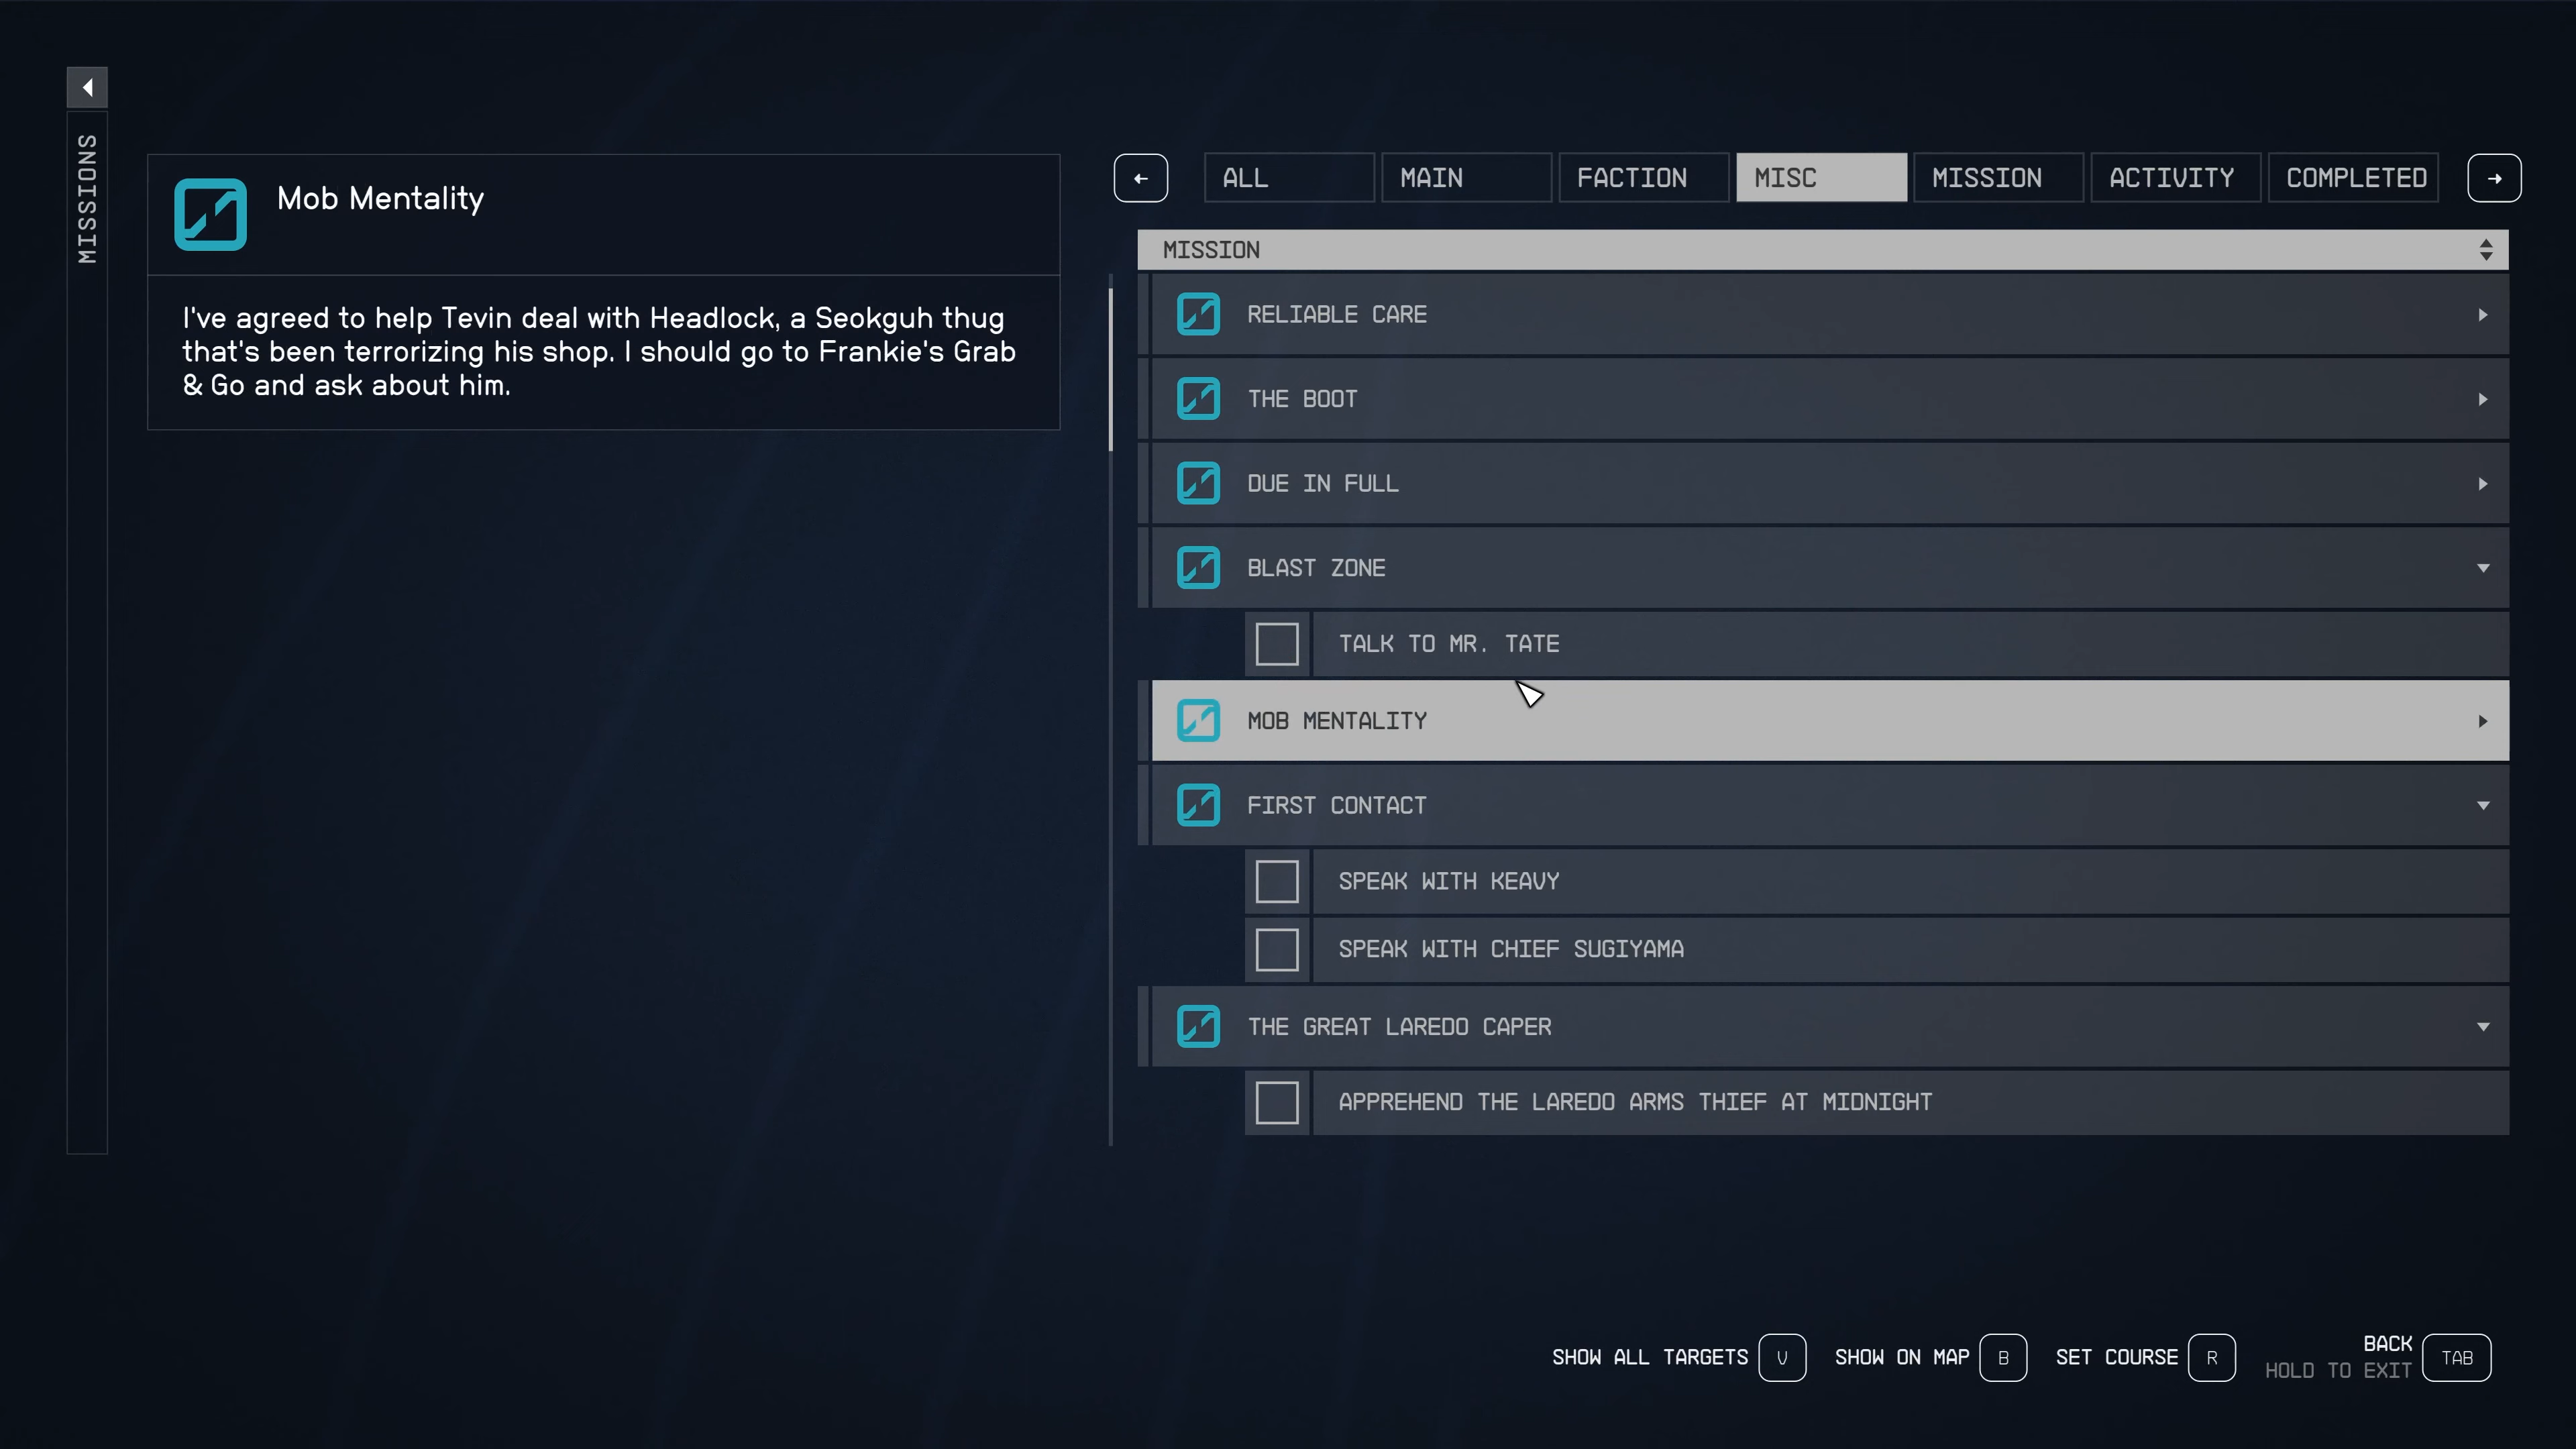 MISSIONS
Mob Mentality
I've agreed to help Tevin deal with Headlock, a Seokguh thug
that's been terrorizing his shop. I should go to Frankie's Grab
& Go and ask about him.
ALL
MAIN
FACTION
MISC
MISSION
ACTIVITY
COMPLETED
MISSION
RELIABLE CARE
THE BOOT
DUE IN FULL
BLAST ZONE
TALK TO MR. TATE
MOB MENTALITY
FIRST CONTACT
SPEAK WITH KEAVY
SPEAK WITH CHIEF SUGIYAMA
THE GREAT LAREDO CAPER
APPREHEND THE LAREDO ARMS THIEF AT MIDNIGHT
SHOW ALL TARGETS V
SHOW ON MAP B
SET COURSE R
BACK
HOLD TO EXIT
TAB